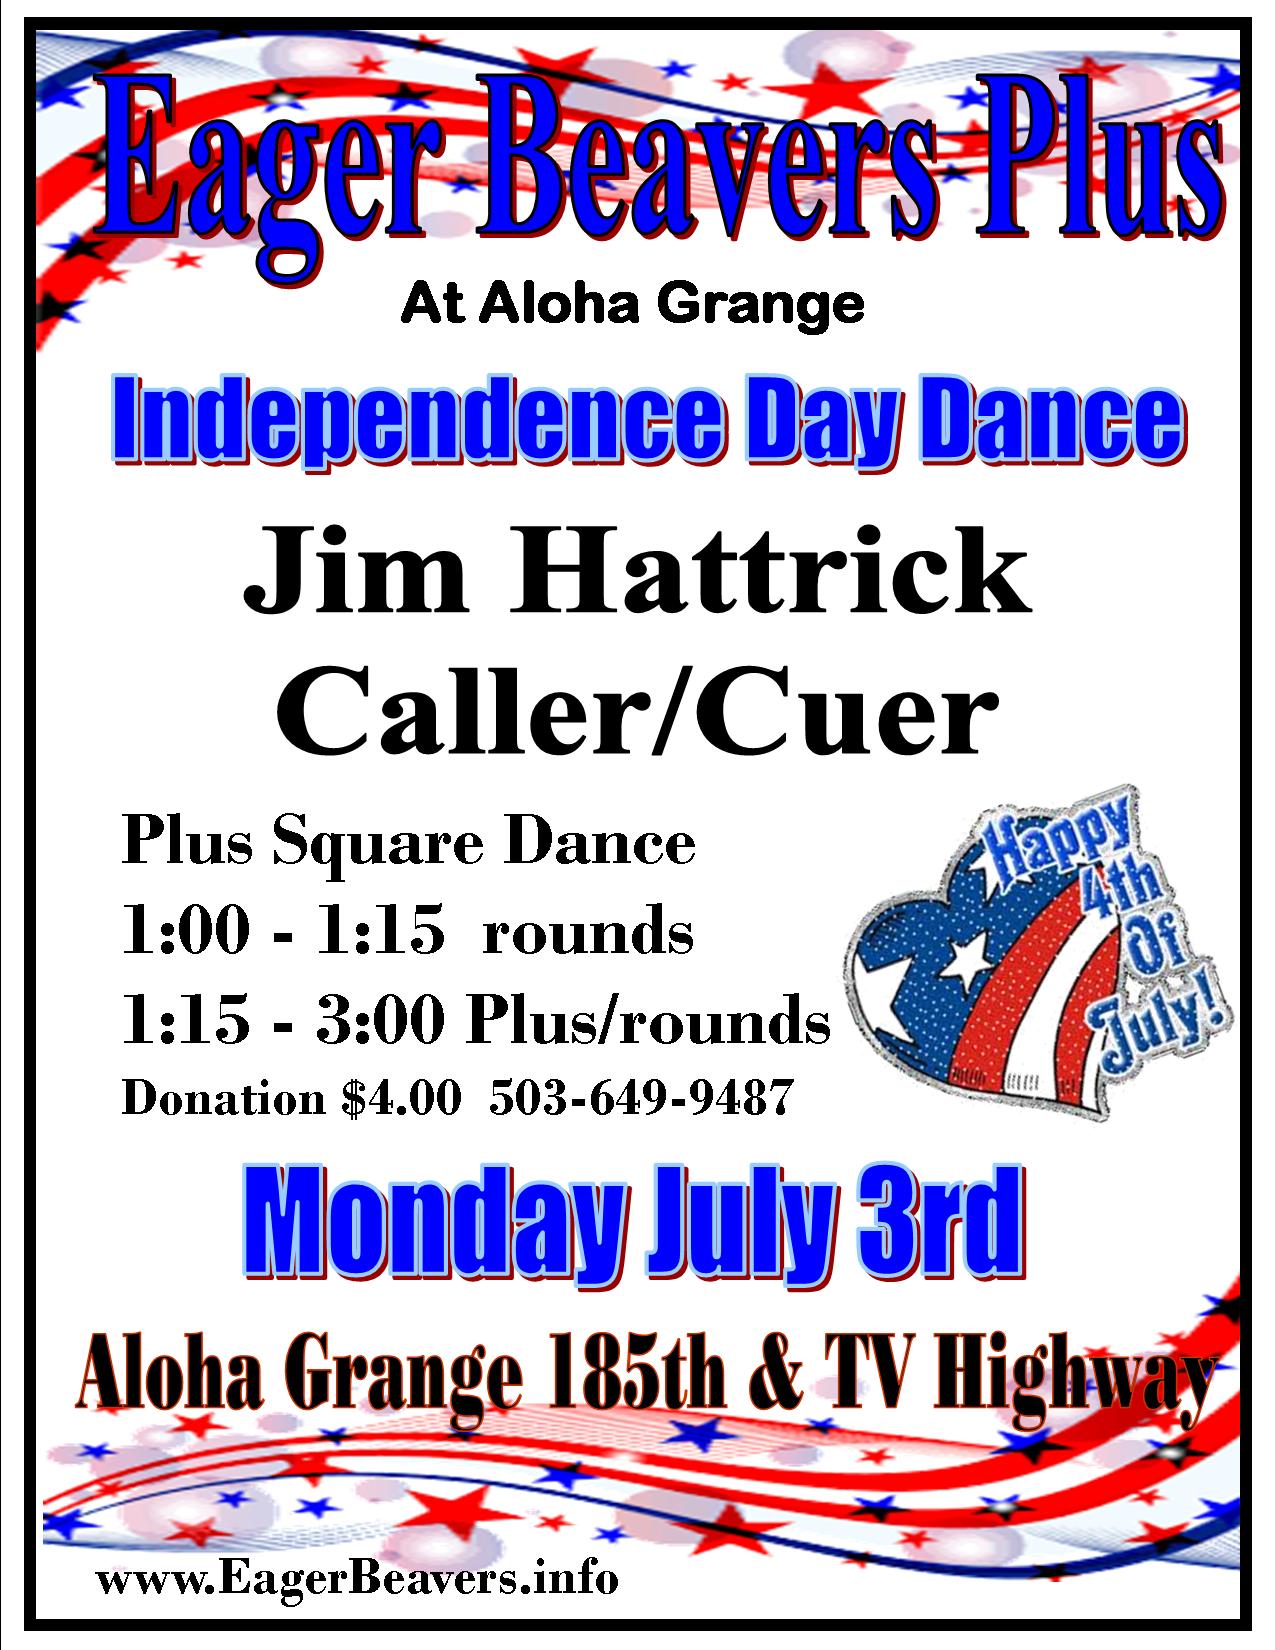 Eager Beavers Plus
At Aloha Grange
Independence Day Dance
Jim Hattrick
Caller/Cuer
Plus Square Dance
1:00 - 1:15 rounds
1:15 - 3:00 Plus/rounds
Donation $4.00 503-649-9487
Happy
4th
Of
July!
Monday July 3rd
Aloha Grange 185th & TV Highway
www.EagerBeavers.info